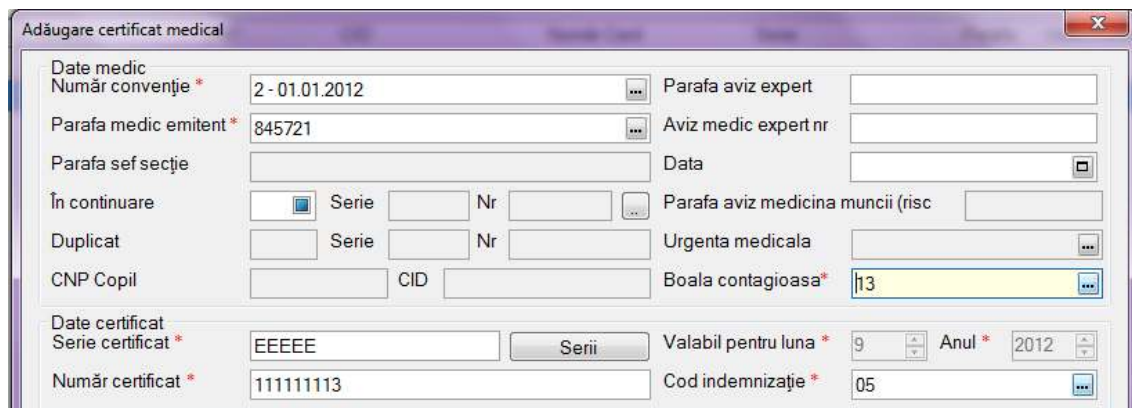 Adăugare certificat medical
Date medic
Număr convenţie * 2 - 01.01.2012 ... Parafa aviz expert
Parafa medic emitent * 845721 ... Aviz medic expert nr
Parafa sef secţie Data
În continuare Serie Nr .. Parafa aviz medicina muncii (risc
Duplicat Serie Nr Urgenta medicala ...
CNP Copil CID Boala contagioasa* 13 ...
Date certificat
Serie certificat * EEEEE Serii Valabil pentru luna * 9 Anul * 2012
Număr certificat * 111111113 Cod indemnizaţie * 05 ...